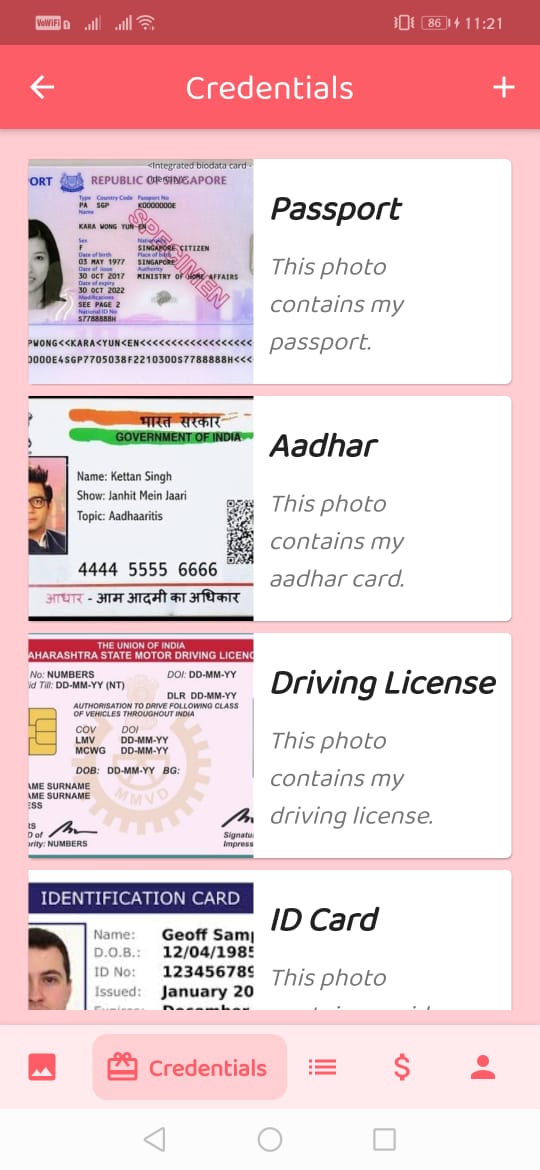 VoWiFi 1 86 11:21
Credentials
<Integrated biodata card -
ORT REPUBLIC OF SINGAPORE
Type Country Code Passport No
PA SGP K0000000E
Name
KARA WONG YUN EN
SPECIMEN
Sex
F SINGAPORE CITIZEN
Date of birth
03 MAY 1977 SINGAPORE
Date of issue Authority
30 OCT 2017 MINISTRY OF HOME AFFAIRS
Date of expiry
30 OCT 2022
Modifications
SEE PAGE 2
National ID No
S7788888H
PWONG<<KARA<YUN<EN<<<<<<<<<<<<<<<<<<
0000E4SGP7705038F2210300S7788888H<<<
Passport
This photo
contains my
passport.
भारत सरकार
GOVERNMENT OF INDIA
Name: Kettan Singh
Show: Janhit Mein Jaari
Topic: Aadhaaritis
4444 5555 6666
आधार - आम आदमी का अधिकार
Aadhar
This photo
contains my
aadhar card.
THE UNION OF INDIA
AHARASHTRA STATE MOTOR DRIVING LICENC
No: NUMBERS DOI: DD-MM-YY
id Till: DD-MM-YY (NT)
DLR DD-MM-YY
AUTHORISATION TO DRIVE FOLLOWING CLASS
OF VEHICLES THROUGHOUT INDIA
COV DOI
LMV DD-MM-YY
MCWG DD-MM-YY
DOB: DD-MM-YY BG:
MMVD
AME SURNAME
AME SURNAME
ESS
RS
D of Signatu
rity: NUMBERS Impress
Driving License
This photo
contains my
driving license.
IDENTIFICATION CARD
Name: Geoff Samp
D.O.B.: 12/04/1985
ID No: 123456789
Issued: January 20
ID Card
This photo
Credentials